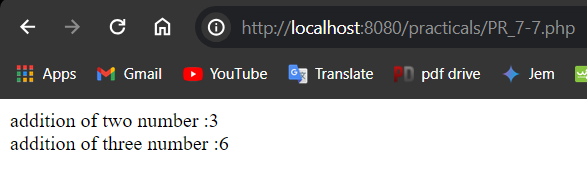 http://localhost:8080/practicals/PR_7-7.php
Apps Gmail YouTube Translate pdf drive Jem
addition of two number :3
addition of three number :6